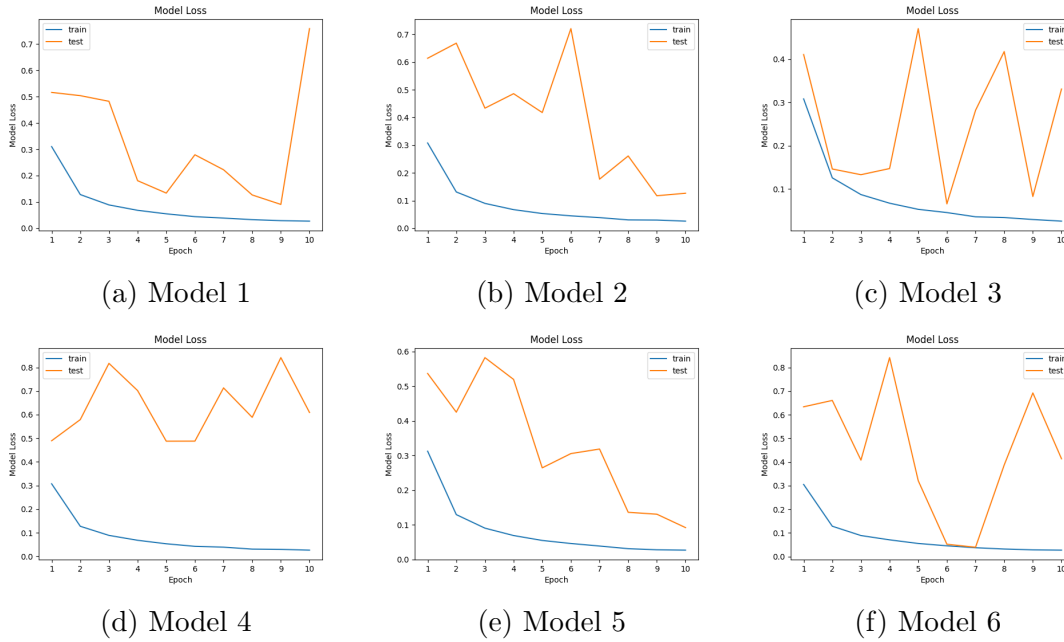 Model Loss
train
test
Model Loss
0.7
0.6
0.5
0.4
0.3
0.2
0.1
0.0
1 2 3 4 5 6 7 8 9 10
Epoch
(a) Model 1
Model Loss
train
test
Model Loss
0.7
0.6
0.5
0.4
0.3
0.2
0.1
0.0
1 2 3 4 5 6 7 8 9 10
Epoch
(b) Model 2
Model Loss
train
test
Model Loss
0.4
0.3
0.2
0.1
1 2 3 4 5 6 7 8 9 10
Epoch
(c) Model 3
Model Loss
train
test
Model Loss
0.8
0.7
0.6
0.5
0.4
0.3
0.2
0.1
0.0
1 2 3 4 5 6 7 8 9 10
Epoch
(d) Model 4
Model Loss
train
test
Model Loss
0.6
0.5
0.4
0.3
0.2
0.1
0.0
1 2 3 4 5 6 7 8 9 10
Epoch
(e) Model 5
Model Loss
train
test
Model Loss
0.8
0.7
0.6
0.5
0.4
0.3
0.2
0.1
0.0
1 2 3 4 5 6 7 8 9 10
Epoch
(f) Model 6